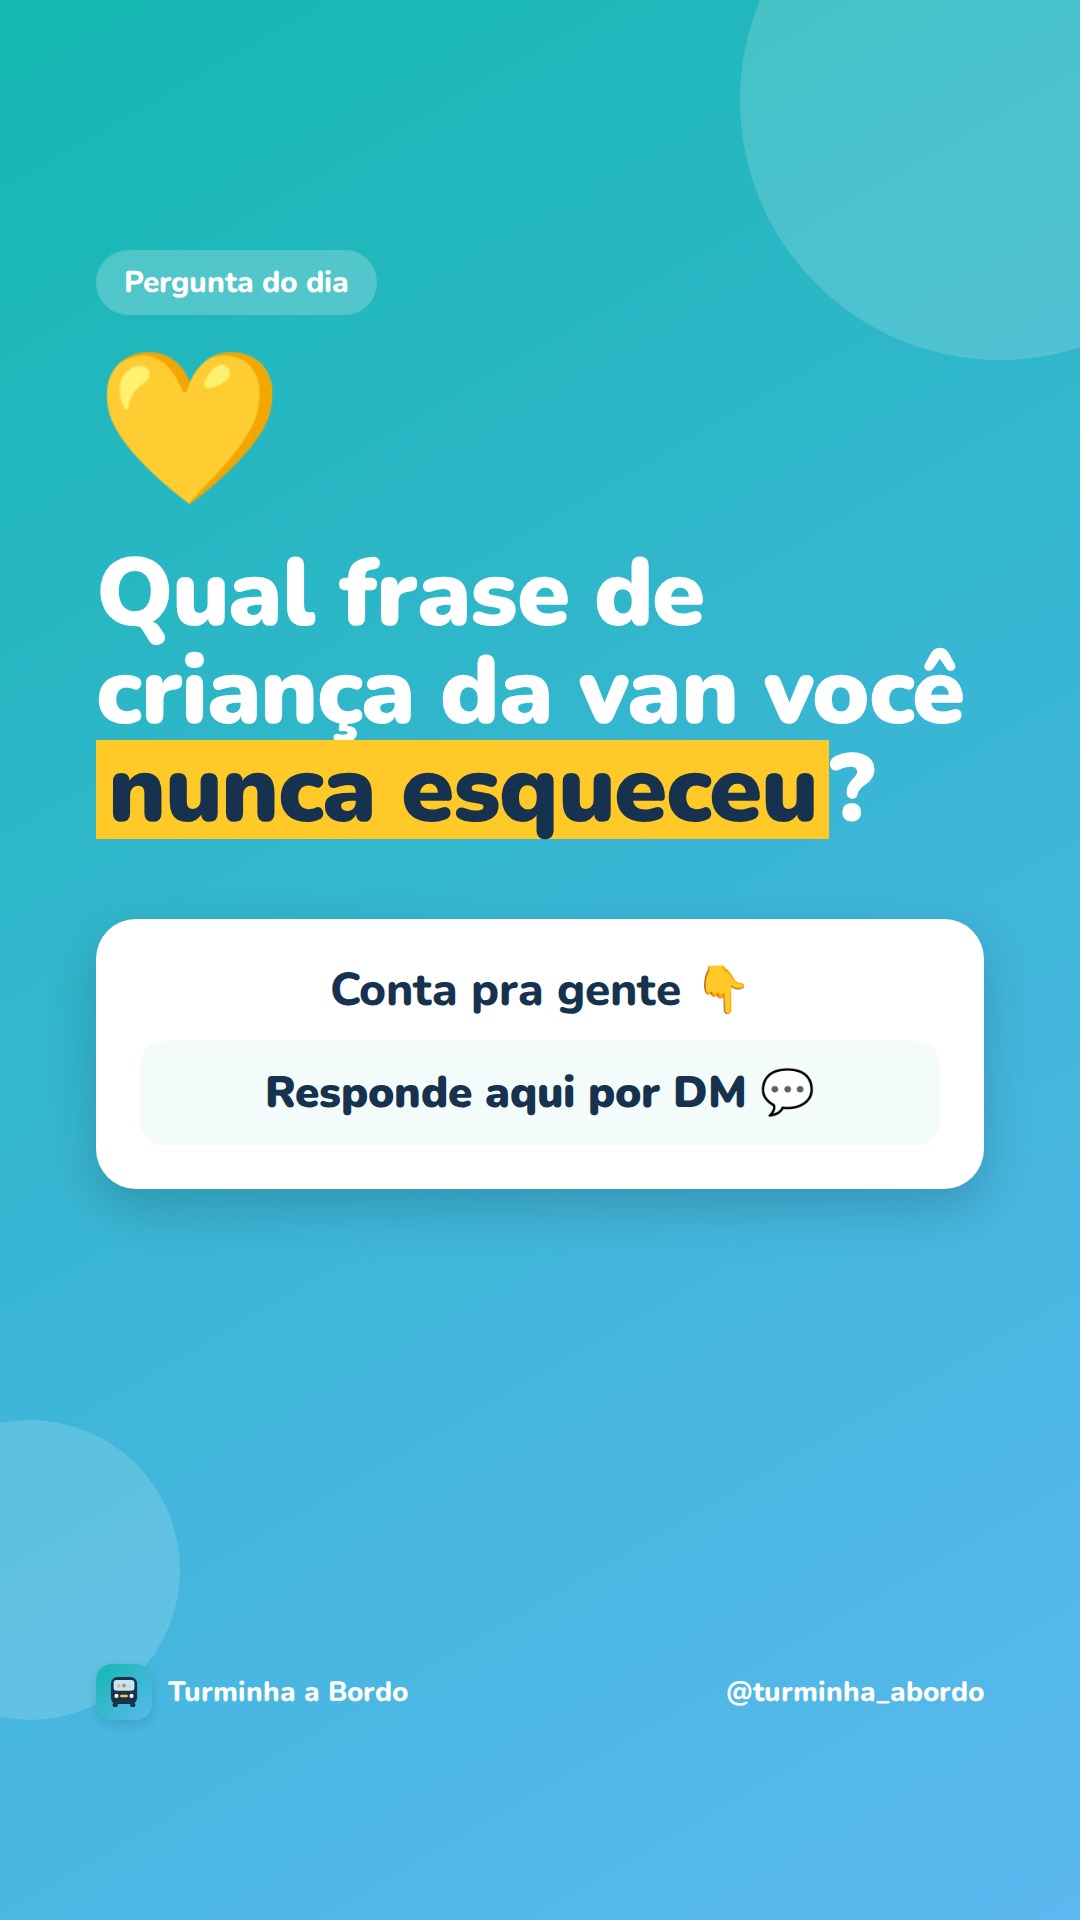 Pergunta do dia
💛
Qual frase de
criança da van você
nunca esqueceu?
Conta pra gente 👇
Responde aqui por DM 💬
Turminha a Bordo
@turminha_abordo